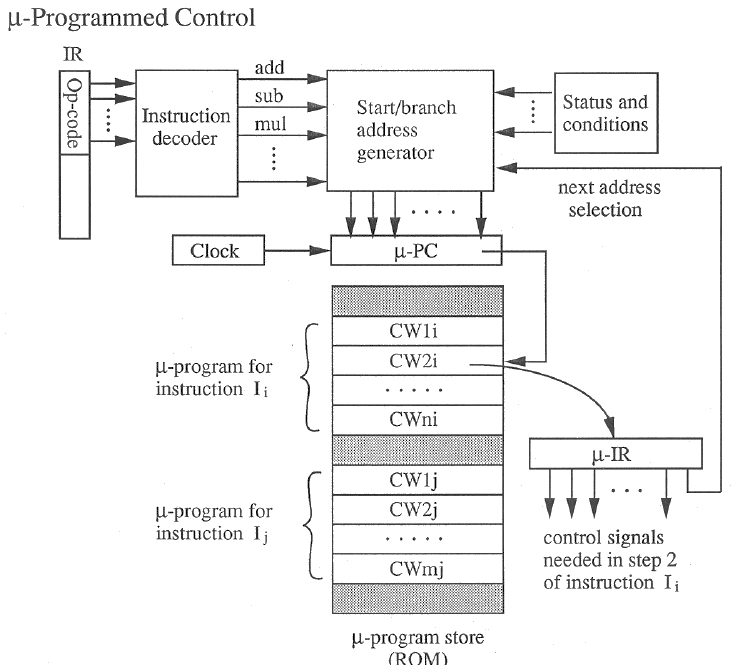 μ-Programmed Control
IR
Op-code
Instruction
decoder
add
sub
mul
Start/branch
address
generator
Status and
conditions
next address
selection
Clock
μ-PC
μ-program for
instruction Ii
CW1i
CW2i
.....
CWni
μ-IR
μ-program for
instruction Ij
CW1j
CW2j
.....
CWmj
control signals
needed in step 2
of instruction Ii
μ-program store
(ROM)